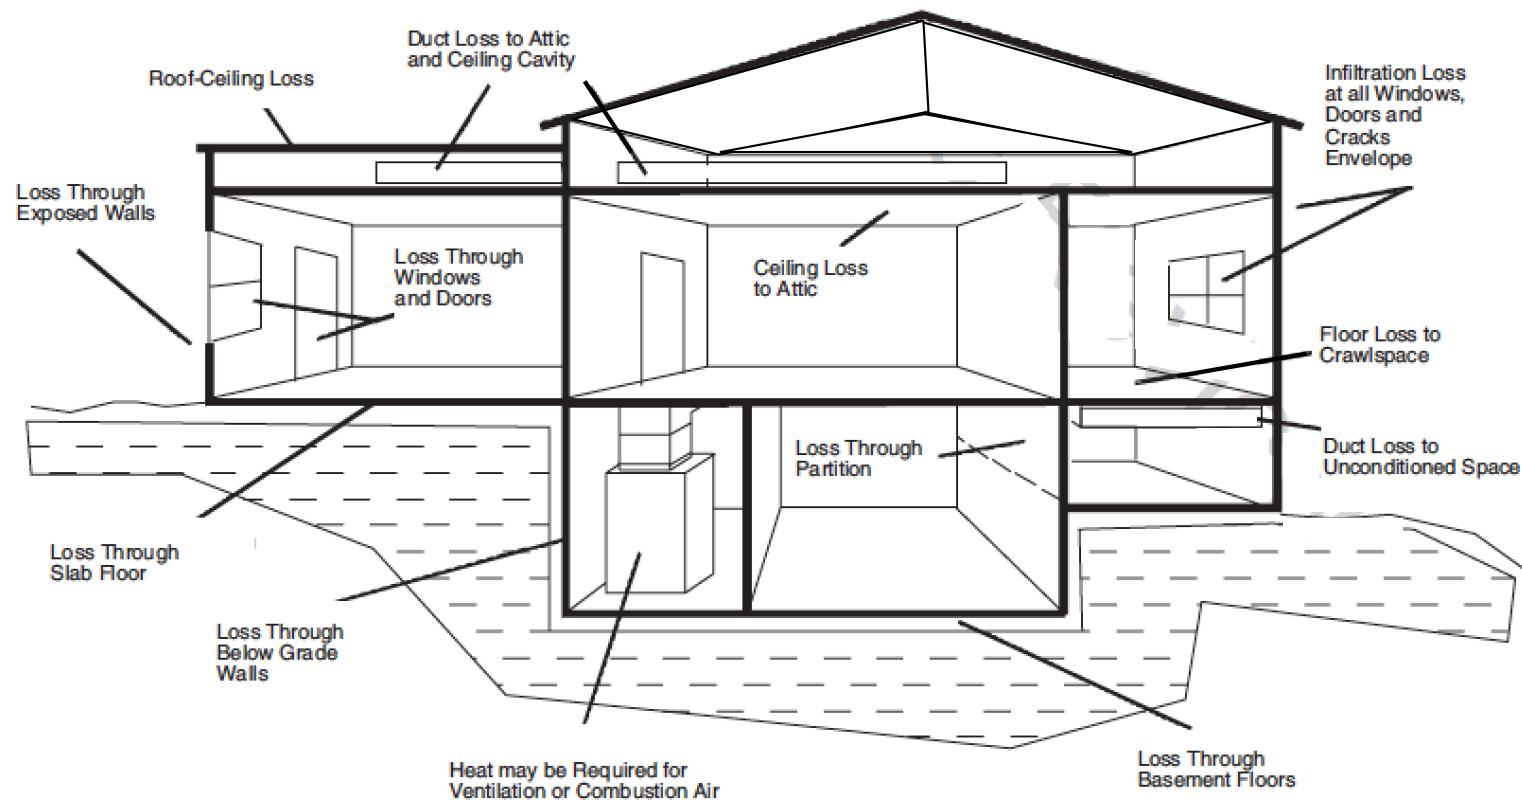 Duct Loss to Attic
and Ceiling Cavity
Roof-Ceiling Loss
Infiltration Loss
at all Windows,
Doors and
Cracks
Envelope
Loss Through
Exposed Walls
Loss Through
Windows
and Doors
Ceiling Loss
to Attic
Floor Loss to
Crawlspace
Loss Through
Partition
Duct Loss to
Unconditioned Space
Loss Through
Slab Floor
Loss Through
Below Grade
Walls
Heat may be Required for
Ventilation or Combustion Air
Loss Through
Basement Floors